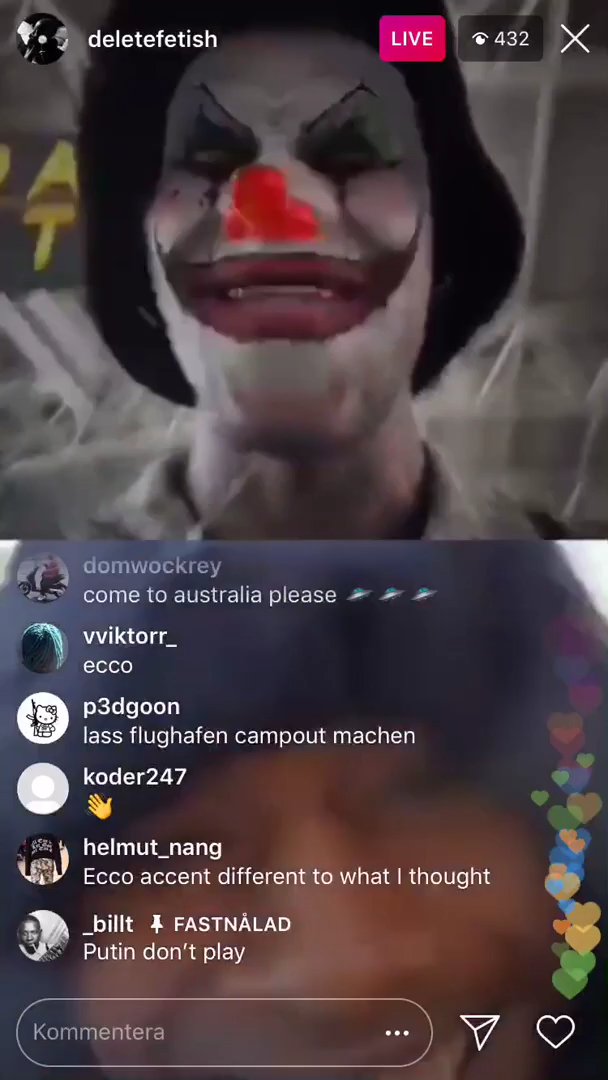 deletefetish
LIVE
432
PA
T
domwockrey
come to australia please 🛸 🛸 🛸
vviktorr_
ecco
p3dgoon
lass flughafen campout machen
koder247
👋
helmut_nang
Ecco accent different to what I thought
_billt FASTNÅLAD
Putin don’t play
Kommentera